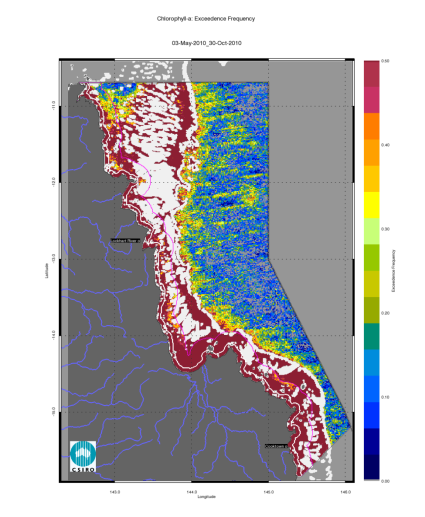 Chlorophyll-a: Exceedence Frequency
03-May-2010_30-Oct-2010
0.50
-11.0
0.40
-12.0
Lockhart River
0.30
-13.0
Latitude
Exceedence Frequency
0.20
-14.0
0.10
-15.0
Cooktown
CSIRO
0.00
143.0
144.0
145.0
146.0
Longitude